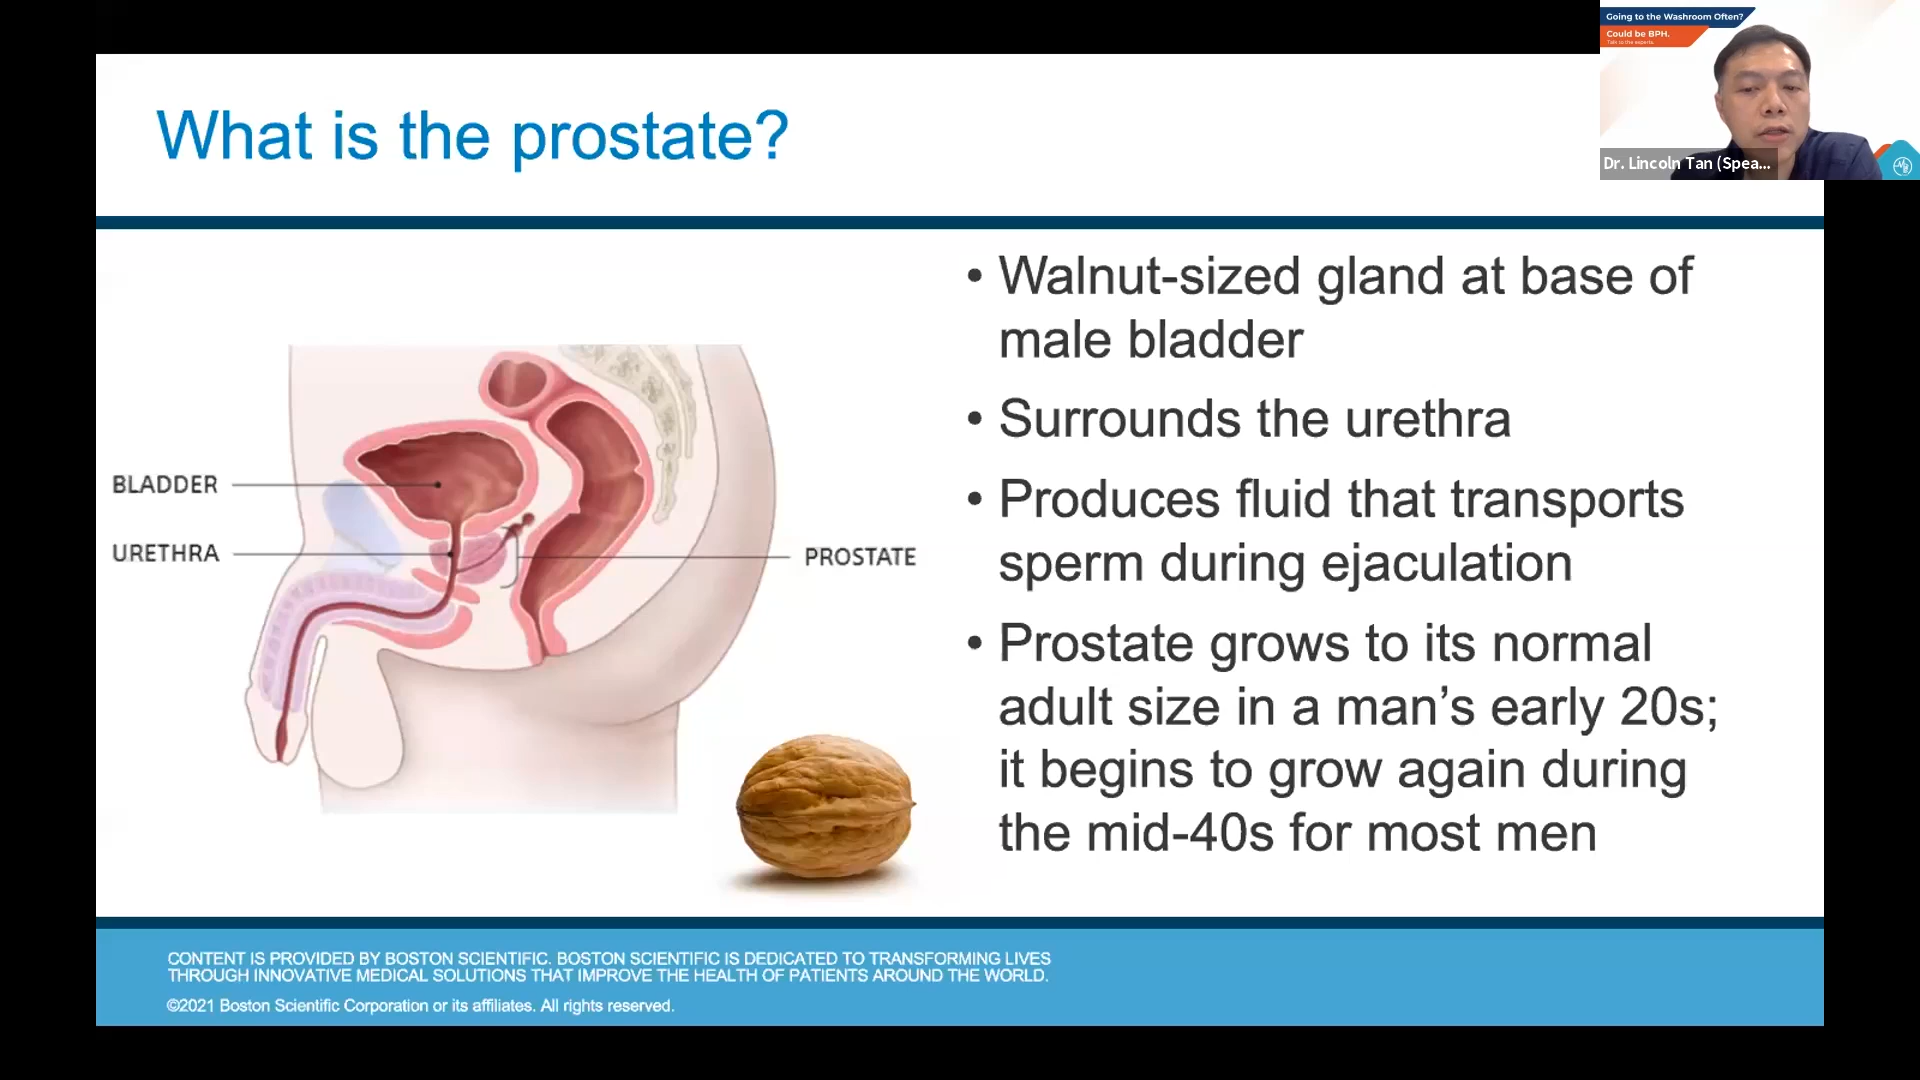 Going to the Washroom Often?
Could be BPH.
Talk to the experts.
Dr. Lincoln Tan (Spea...
What is the prostate?
• Walnut-sized gland at base of
male bladder
• Surrounds the urethra
• Produces fluid that transports
sperm during ejaculation
• Prostate grows to its normal
adult size in a man’s early 20s;
it begins to grow again during
the mid-40s for most men
BLADDER
URETHRA
PROSTATE
CONTENT IS PROVIDED BY BOSTON SCIENTIFIC. BOSTON SCIENTIFIC IS DEDICATED TO TRANSFORMING LIVES
THROUGH INNOVATIVE MEDICAL SOLUTIONS THAT IMPROVE THE HEALTH OF PATIENTS AROUND THE WORLD.
©2021 Boston Scientific Corporation or its affiliates. All rights reserved.